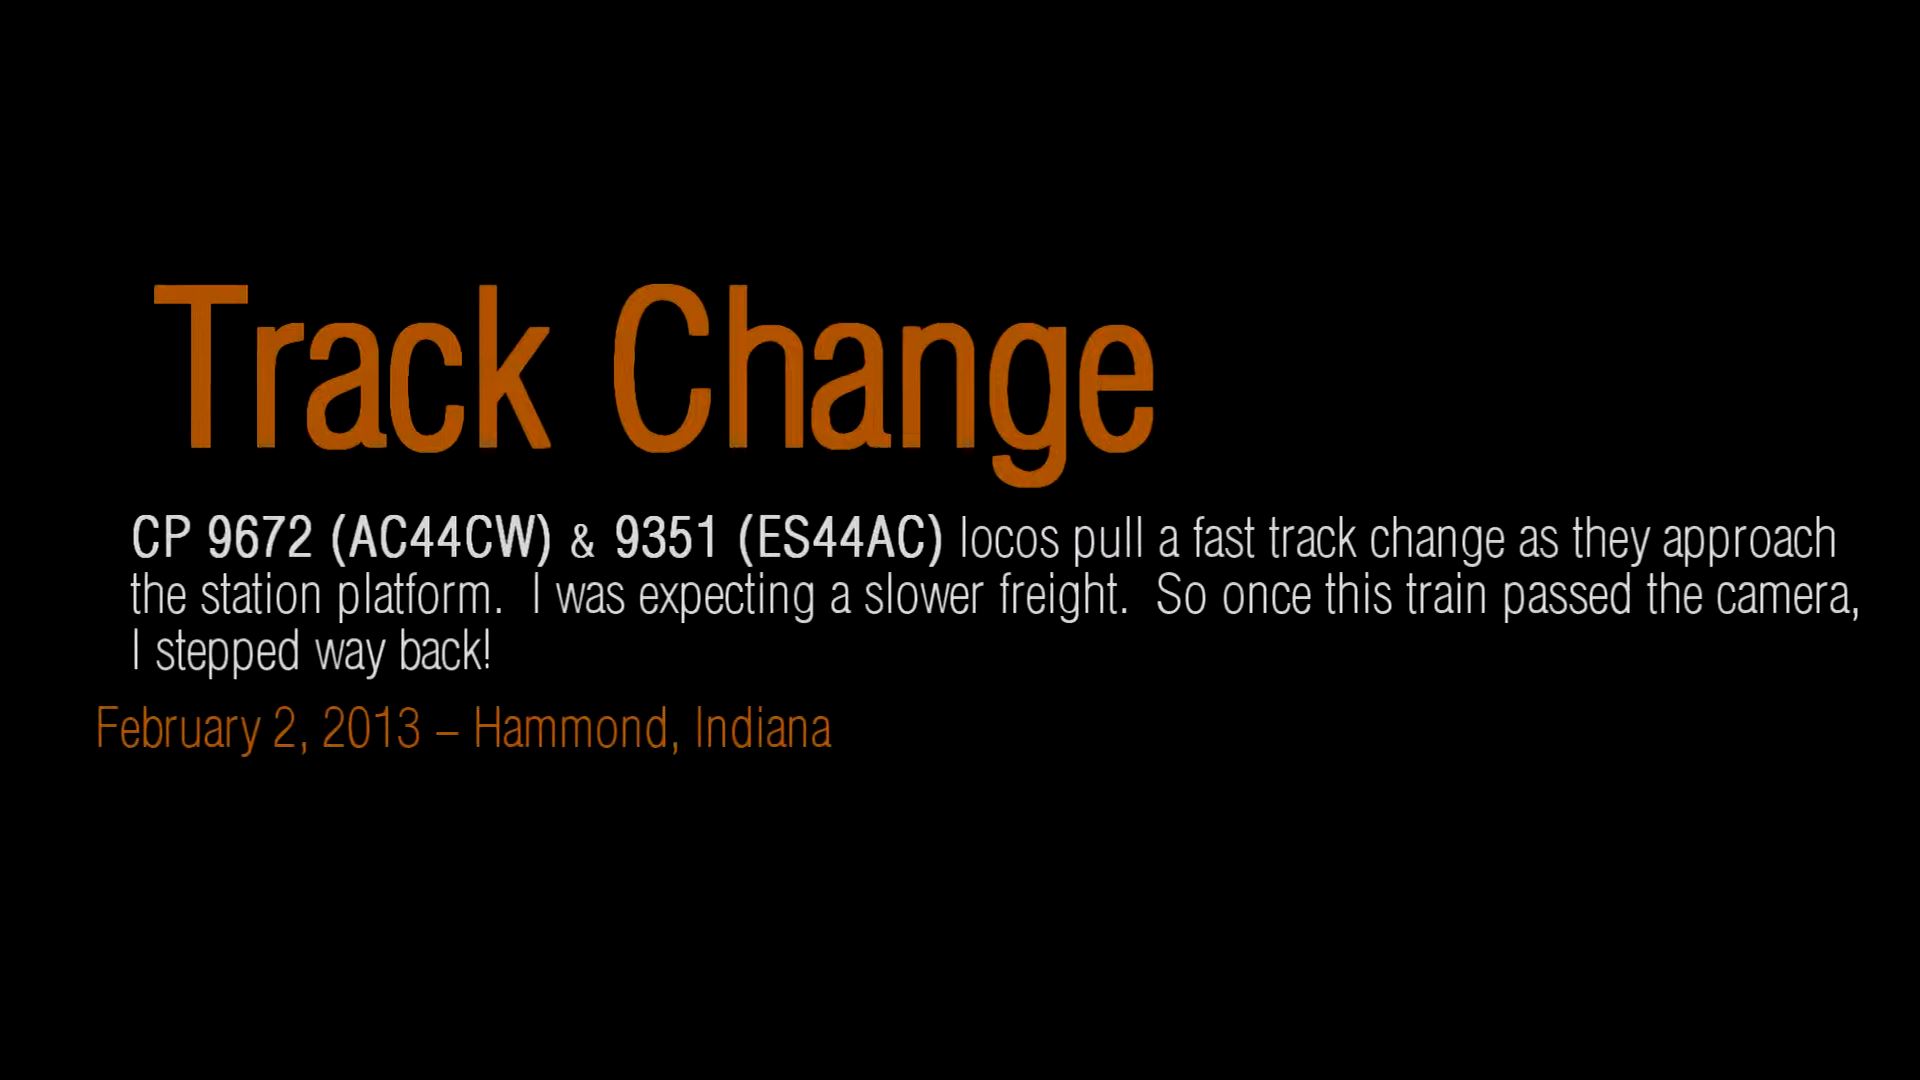 Track Change
CP 9672 (AC44CW) & 9351 (ES44AC) locos pull a fast track change as they approach
the station platform.  I was expecting a slower freight.  So once this train passed the camera,
I stepped way back!
February 2, 2013 – Hammond, Indiana